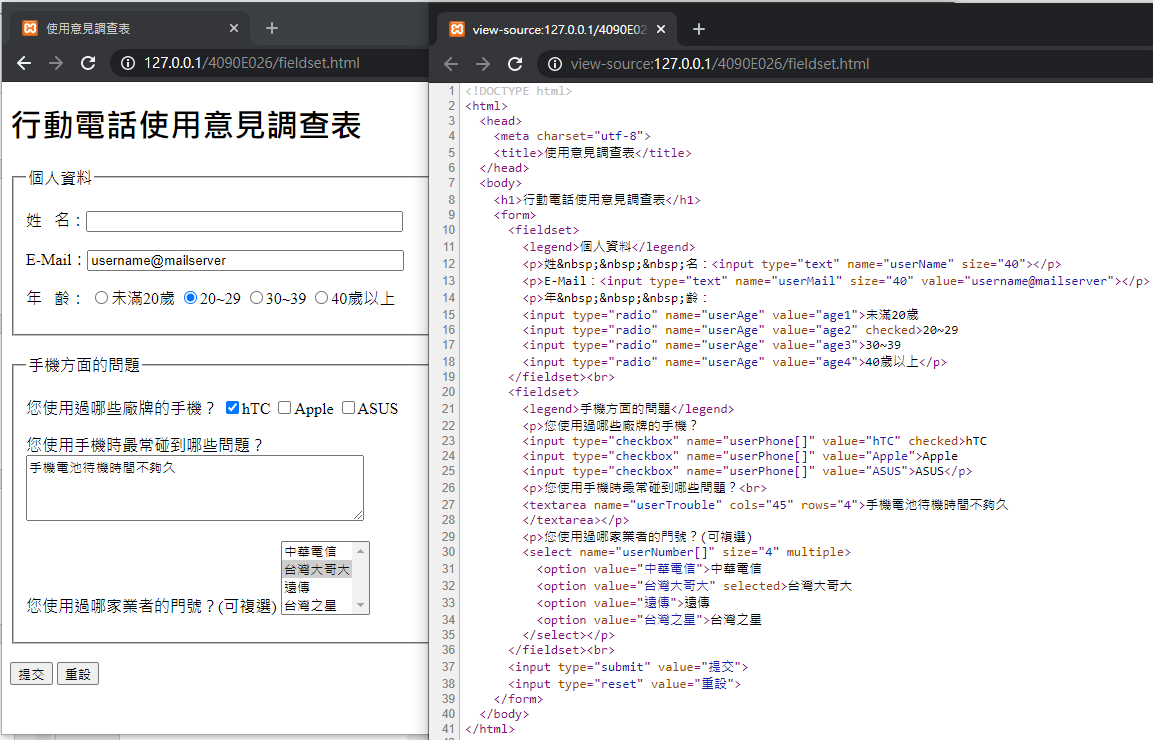 使用意見調查表
127.0.0.1/4090E026/fieldset.html
行動電話使用意見調查表
個人資料
姓 名：
E-Mail：username@mailserver
年 齡： 未滿20歲 20~29 30~39 40歲以上
手機方面的問題
您使用過哪些廠牌的手機？ hTC Apple ASUS
您使用手機時最常碰到哪些問題？
手機電池待機時間不夠久
中華電信
台灣大哥大
遠傳
台灣之星
您使用過哪家業者的門號？(可複選)
提交 重設
view-source:127.0.0.1/4090E02
view-source:127.0.0.1/4090E026/fieldset.html
1 <!DOCTYPE html>
2 <html>
3 <head>
4 <meta charset="utf-8">
5 <title>使用意見調查表</title>
6 </head>
7 <body>
8 <h1>行動電話使用意見調查表</h1>
9 <form>
10 <fieldset>
11 <legend>個人資料</legend>
12 <p>姓&nbsp;&nbsp;&nbsp;名：<input type="text" name="userName" size="40"></p>
13 <p>E-Mail：<input type="text" name="userMail" size="40" value="username@mailserver"></p>
14 <p>年&nbsp;&nbsp;&nbsp;齡：
15 <input type="radio" name="userAge" value="age1">未滿20歲
16 <input type="radio" name="userAge" value="age2" checked>20~29
17 <input type="radio" name="userAge" value="age3">30~39
18 <input type="radio" name="userAge" value="age4">40歲以上</p>
19 </fieldset><br>
20 <fieldset>
21 <legend>手機方面的問題</legend>
22 <p>您使用過哪些廠牌的手機？
23 <input type="checkbox" name="userPhone[]" value="hTC" checked>hTC
24 <input type="checkbox" name="userPhone[]" value="Apple">Apple
25 <input type="checkbox" name="userPhone[]" value="ASUS">ASUS</p>
26 <p>您使用手機時最常碰到哪些問題？<br>
27 <textarea name="userTrouble" cols="45" rows="4">手機電池待機時間不夠久
28 </textarea></p>
29 <p>您使用過哪家業者的門號？(可複選)
30 <select name="userNumber[]" size="4" multiple>
31 <option value="中華電信">中華電信
32 <option value="台灣大哥大" selected>台灣大哥大
33 <option value="遠傳">遠傳
34 <option value="台灣之星">台灣之星
35 </select></p>
36 </fieldset><br>
37 <input type="submit" value="提交">
38 <input type="reset" value="重設">
39 </form>
40 </body>
41 </html>